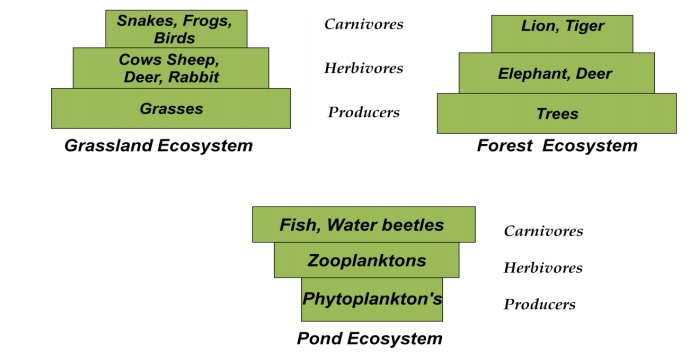 Snakes, Frogs,
Birds
Cows Sheep,
Deer, Rabbit
Grasses
Grassland Ecosystem
Carnivores
Herbivores
Producers
Lion, Tiger
Elephant, Deer
Trees
Forest Ecosystem
Fish, Water beetles
Zooplanktons
Phytoplankton's
Pond Ecosystem
Carnivores
Herbivores
Producers